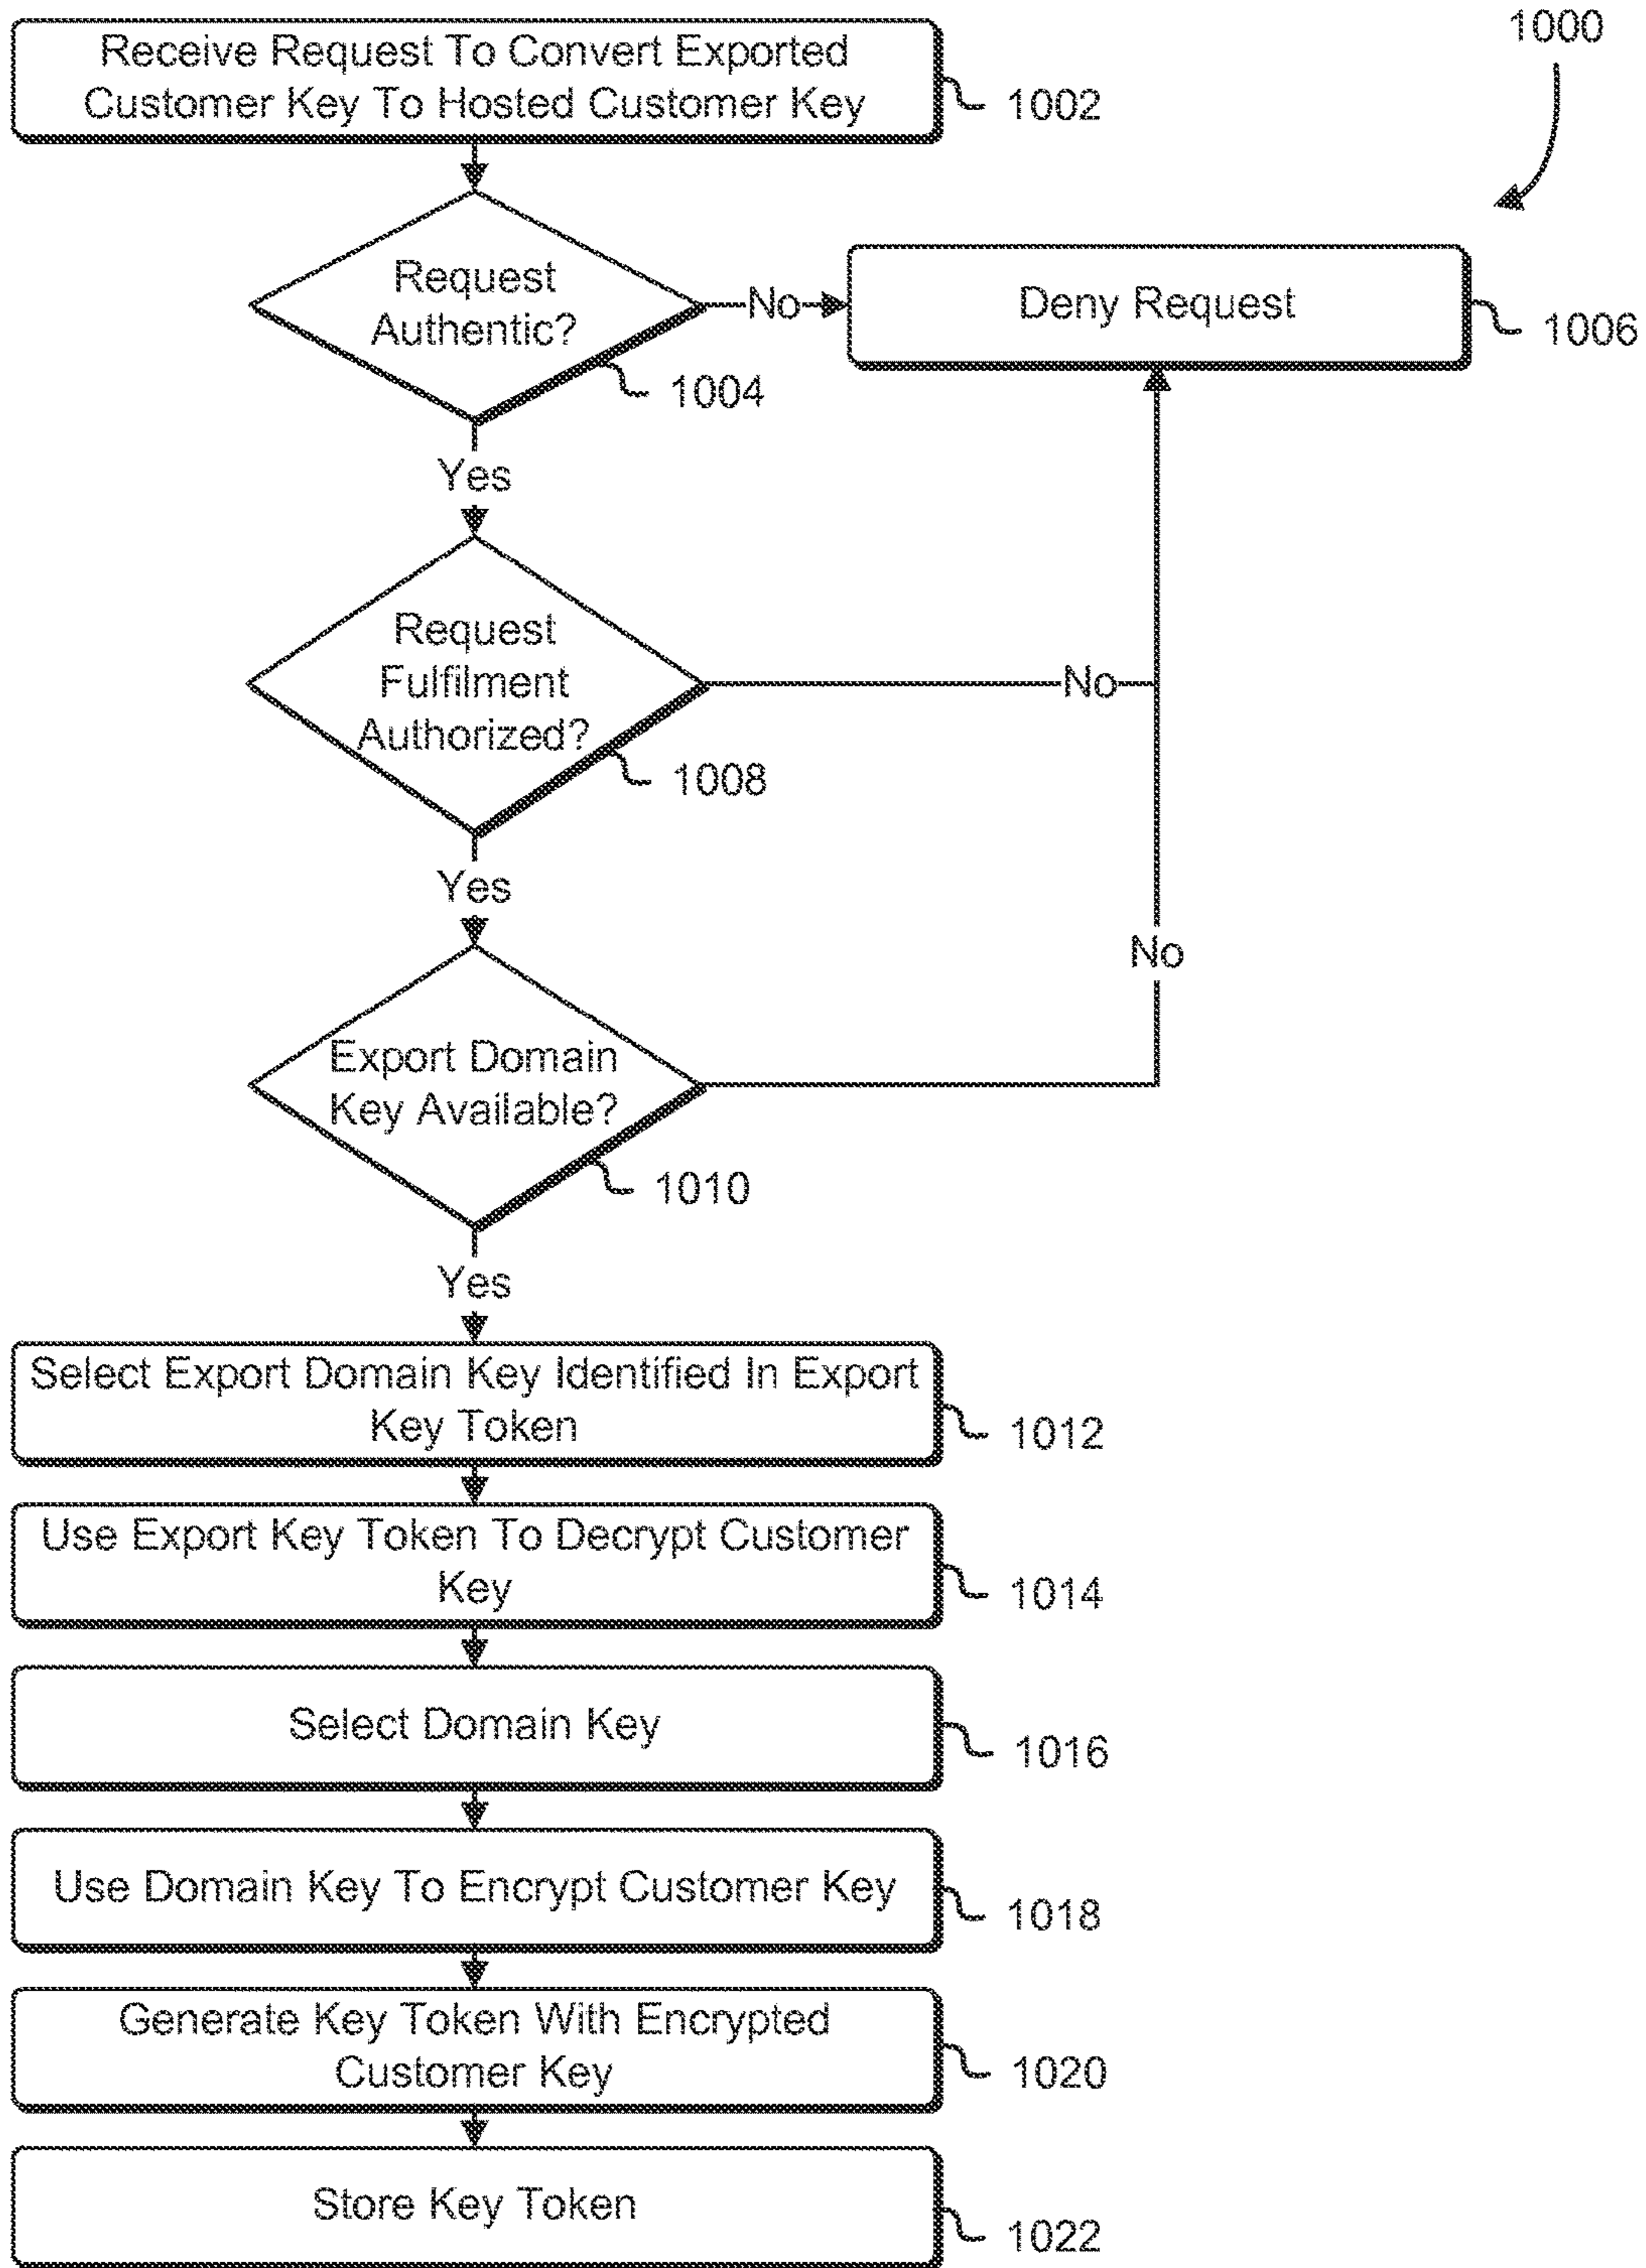 1000
Receive Request To Convert Exported
Customer Key To Hosted Customer Key
1002
Request
Authentic?
1004
No
Deny Request
1006
Yes
Request
Fulfilment
Authorized?
1008
No
Yes
Export Domain
Key Available?
1010
No
Yes
Select Export Domain Key Identified In Export
Key Token
1012
Use Export Key Token To Decrypt Customer
Key
1014
Select Domain Key
1016
Use Domain Key To Encrypt Customer Key
1018
Generate Key Token With Encrypted
Customer Key
1020
Store Key Token
1022